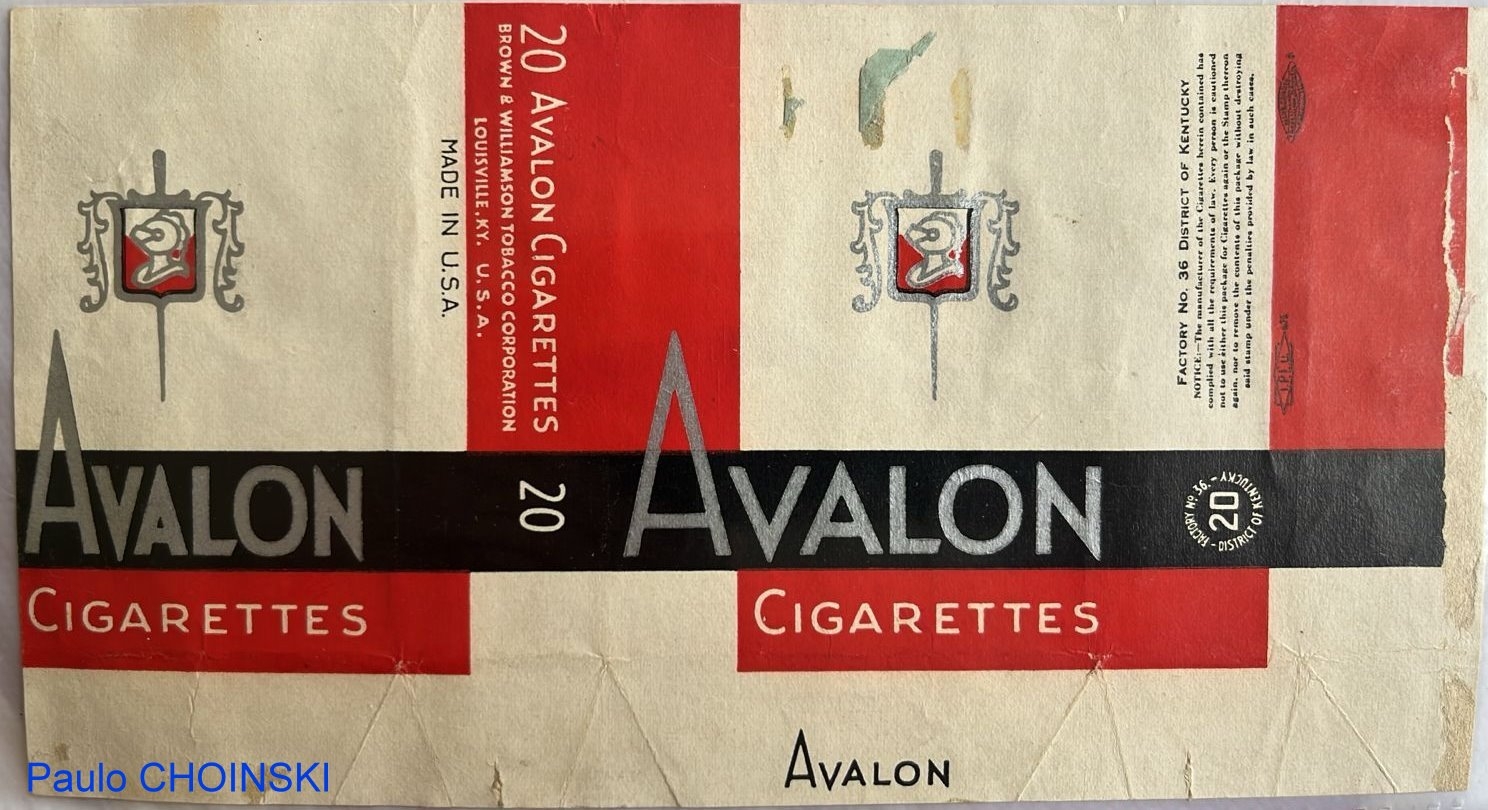 AVALON
CIGARETTES
MADE IN U.S.A.
20 AVALON CIGARETTES
BROWN & WILLIAMSON TOBACCO CORPORATION
LOUISVILLE, KY. U.S.A.
20
AVALON
CIGARETTES
FACTORY No. 36 DISTRICT OF KENTUCKY
NOTICE:—The manufacturer of the Cigarettes herein contained has
complied with all the requirements of law. Every person is cautioned
not to use either this package for Cigarettes again or the Stamp thereon
again, nor to remove the contents of this package without destroying
said stamp under the penalties provided by law in such cases.
FACTORY No. 36. - DISTRICT OF KENTUCKY -
20
I.P.I.U.
AVALON
Paulo CHOINSKI